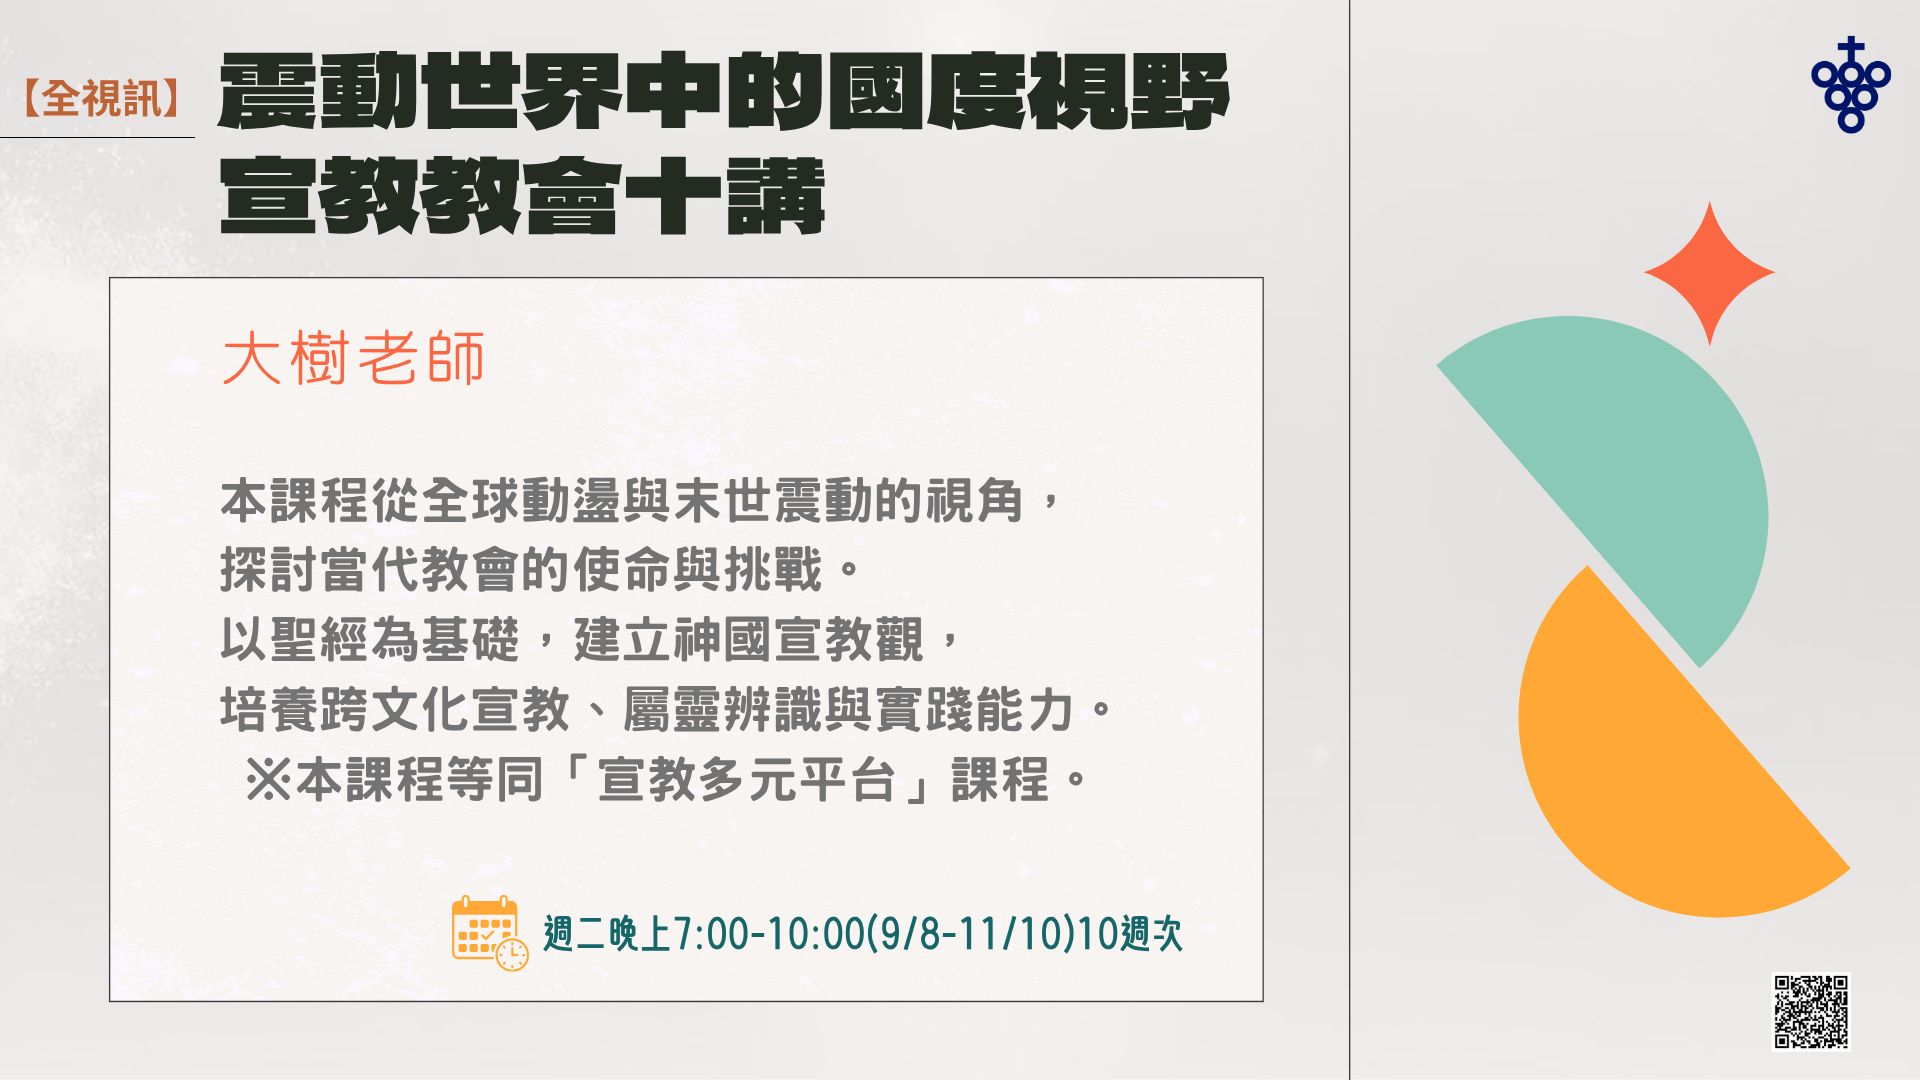 【全視訊】
震動世界中的國度視野
宣教教會十講
大樹老師
本課程從全球動盪與末世震動的視角，
探討當代教會的使命與挑戰。
以聖經為基礎，建立神國宣教觀，
培養跨文化宣教、屬靈辨識與實踐能力。
※本課程等同「宣教多元平台」課程。
週二晚上7:00-10:00(9/8-11/10)10週次